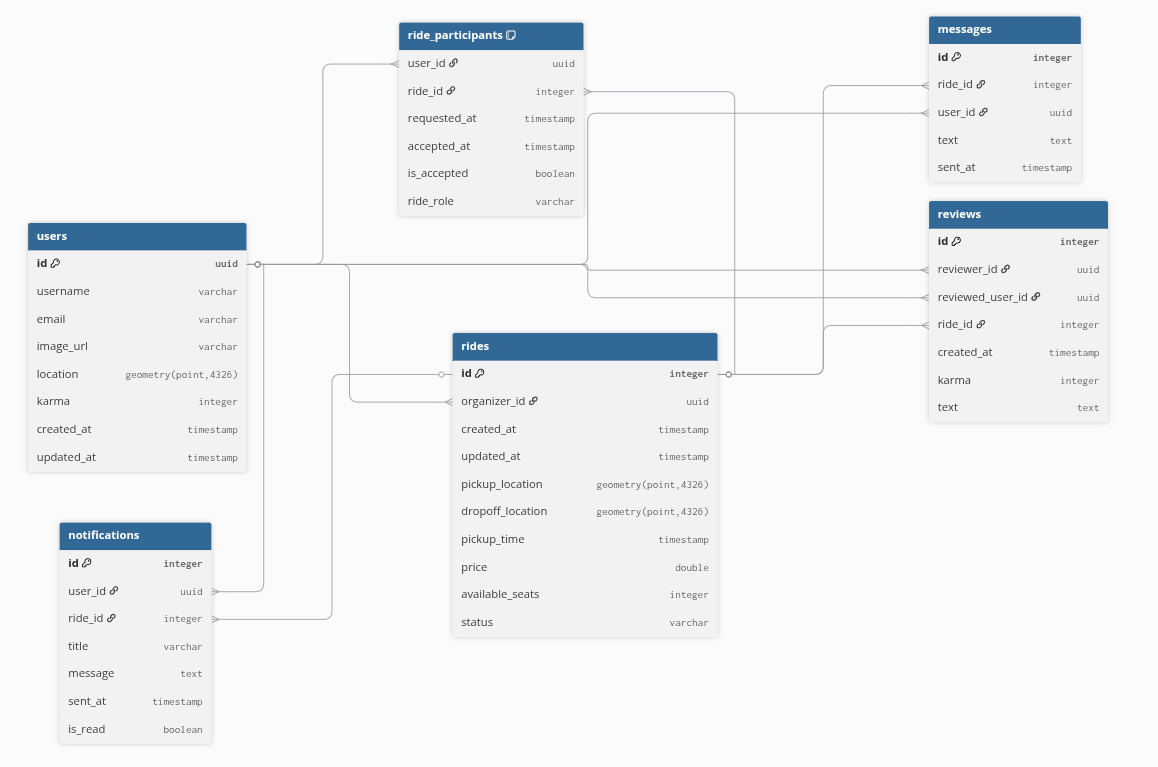 ride_participants
user_id uuid
ride_id integer
requested_at timestamp
accepted_at timestamp
is_accepted boolean
ride_role varchar
messages
id integer
ride_id integer
user_id uuid
text text
sent_at timestamp
users
id uuid
username varchar
email varchar
image_url varchar
location geometry(point,4326)
karma integer
created_at timestamp
updated_at timestamp
reviews
id integer
reviewer_id uuid
reviewed_user_id uuid
ride_id integer
created_at timestamp
karma integer
text text
rides
id integer
organizer_id uuid
created_at timestamp
updated_at timestamp
pickup_location geometry(point,4326)
dropoff_location geometry(point,4326)
pickup_time timestamp
price double
available_seats integer
status varchar
notifications
id integer
user_id uuid
ride_id integer
title varchar
message text
sent_at timestamp
is_read boolean